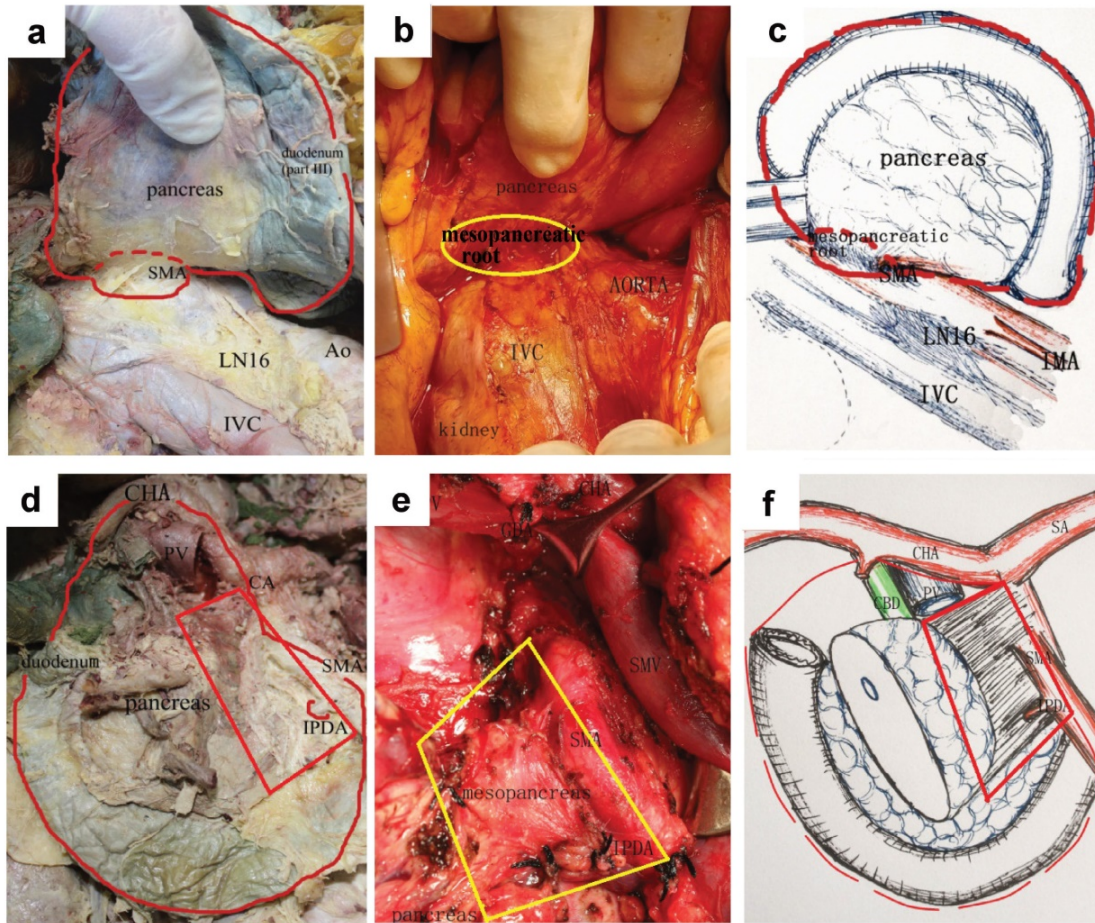 a
duodenum
(part III)
pancreas
SMA
LN16
Ao
IVC
b
pancreas
mesopancreatic
root
AORTA
IVC
kidney
c
pancreas
mesopancreatic
root
SMA
LN16
IMA
IVC
d
CHA
PV
CA
duodenum
SMA
pancreas
IPDA
e
V
CHA
GDA
SMV
SMA
mesopancreas
IPDA
pancreas
f
SA
CHA
CBD
PV
SMA
IPDA